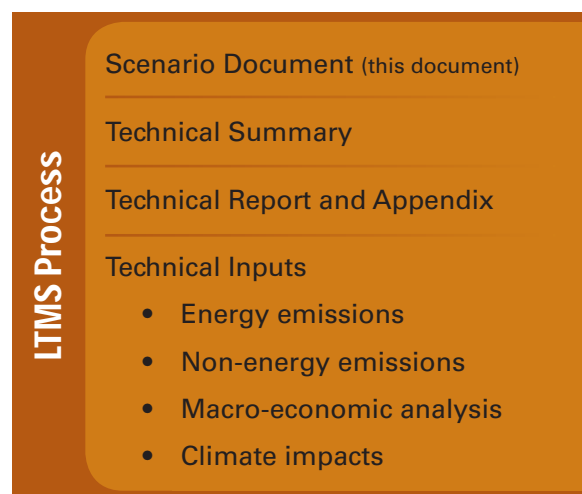 LTMS Process
Scenario Document (this document)
Technical Summary
Technical Report and Appendix
Technical Inputs
• Energy emissions
• Non-energy emissions
• Macro-economic analysis
• Climate impacts